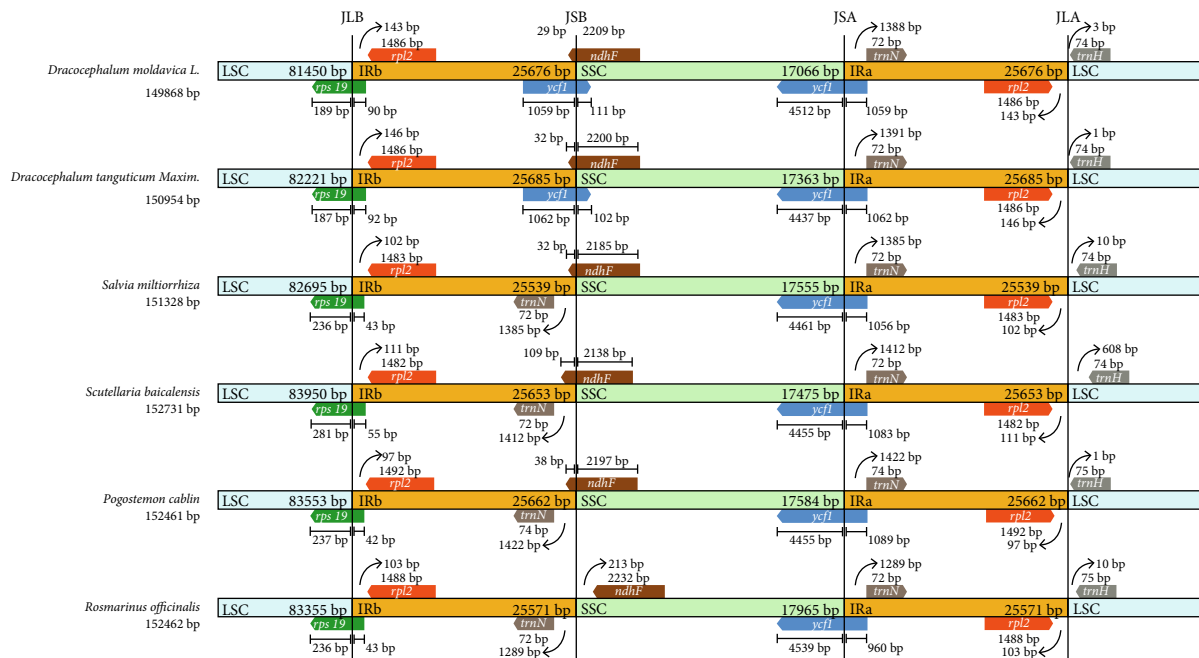 JLB JSB JSA JLA
143 bp 29 bp 2209 bp 1388 bp 3 bp
1486 bp 72 bp 74 bp
rpl2 ndhF trnN trnH
Dracocephalum moldavica L. LSC 81450 bp IRb 25676 bp SSC 17066 bp IRa 25676 bp LSC
149868 bp rps 19 ycf1 ycf1 rpl2
189 bp 90 bp 1059 bp 111 bp 4512 bp 1059 bp 1486 bp
143 bp
146 bp 32 bp 2200 bp 1391 bp 1 bp
1486 bp 72 bp 74 bp
rpl2 ndhF trnN trnH
Dracocephalum tanguticum Maxim. LSC 82221 bp IRb 25685 bp SSC 17363 bp IRa 25685 bp LSC
150954 bp rps 19 ycf1 ycf1 rpl2
187 bp 92 bp 1062 bp 102 bp 4437 bp 1062 bp 1486 bp
146 bp
102 bp 32 bp 2185 bp 1385 bp 10 bp
1483 bp 72 bp 74 bp
rpl2 ndhF trnN trnH
Salvia miltiorrhiza LSC 82695 bp IRb 25539 bp SSC 17555 bp IRa 25539 bp LSC
151328 bp rps 19 trnN ycf1 rpl2
236 bp 43 bp 72 bp 4461 bp 1056 bp 1483 bp
1385 bp 102 bp
111 bp 109 bp 2138 bp 1412 bp 608 bp
1482 bp 72 bp 74 bp
rpl2 ndhF trnN trnH
Scutellaria baicalensis LSC 83950 bp IRb 25653 bp SSC 17475 bp IRa 25653 bp LSC
152731 bp rps 19 trnN ycf1 rpl2
281 bp 55 bp 72 bp 4455 bp 1083 bp 1482 bp
1412 bp 111 bp
97 bp 38 bp 2197 bp 1422 bp 1 bp
1492 bp 74 bp 75 bp
rpl2 ndhF trnN trnH
Pogostemon cablin LSC 83553 bp IRb 25662 bp SSC 17584 bp IRa 25662 bp LSC
152461 bp rps 19 trnN ycf1 rpl2
237 bp 42 bp 74 bp 4455 bp 1089 bp 1492 bp
1422 bp 97 bp
103 bp 213 bp 1289 bp 10 bp
1488 bp 2232 bp 72 bp 75 bp
rpl2 ndhF trnN trnH
Rosmarinus officinalis LSC 83355 bp IRb 25571 bp SSC 17965 bp IRa 25571 bp LSC
152462 bp rps 19 trnN ycf1 rpl2
236 bp 43 bp 72 bp 4539 bp 960 bp 1488 bp
1289 bp 103 bp